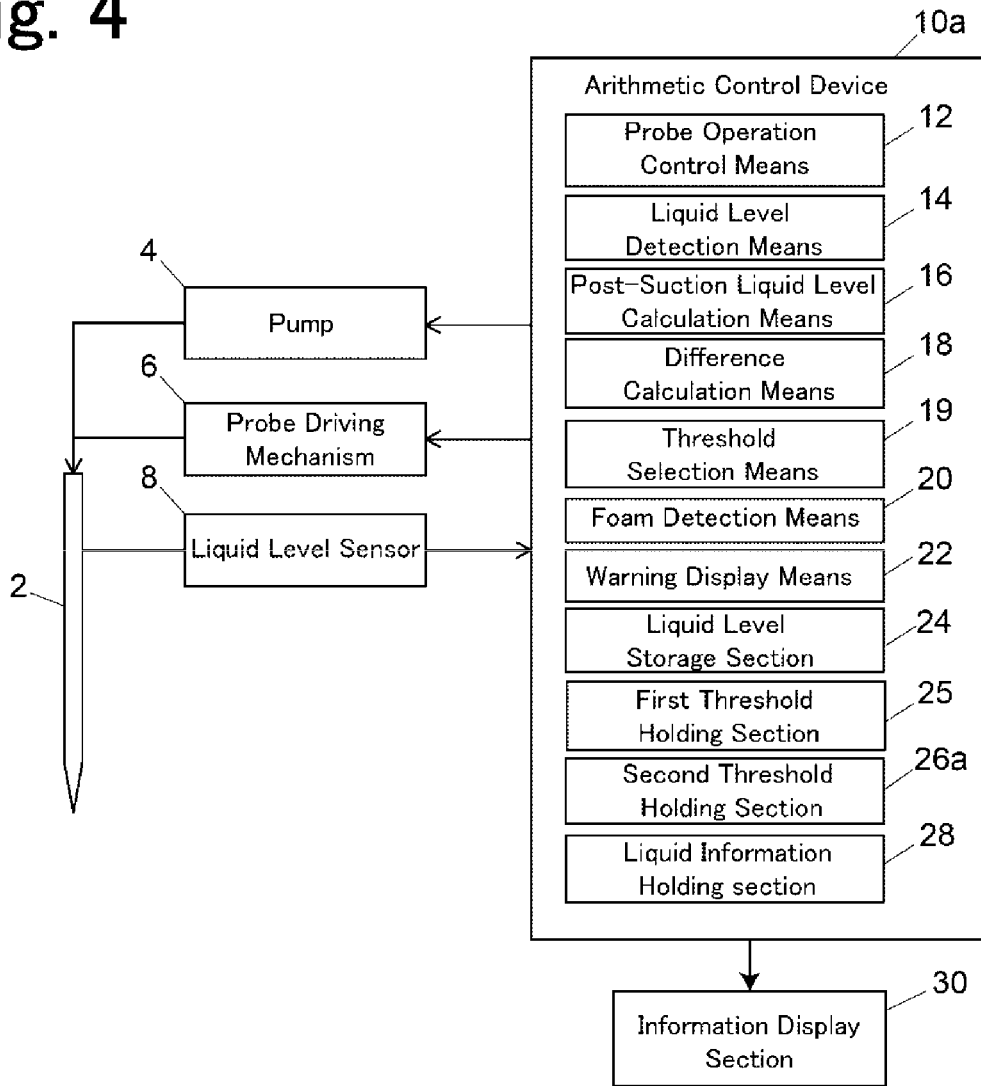 ig. 4
10a
Arithmetic Control Device
Probe Operation
Control Means
12
Liquid Level
Detection Means
14
Post-Suction Liquid Level
Calculation Means
16
Difference
Calculation Means
18
Threshold
Selection Means
19
Foam Detection Means
20
Warning Display Means
22
Liquid Level
Storage Section
24
First Threshold
Holding Section
25
Second Threshold
Holding Section
26a
Liquid Information
Holding section
28
4
Pump
6
Probe Driving
Mechanism
8
Liquid Level Sensor
2
30
Information Display
Section